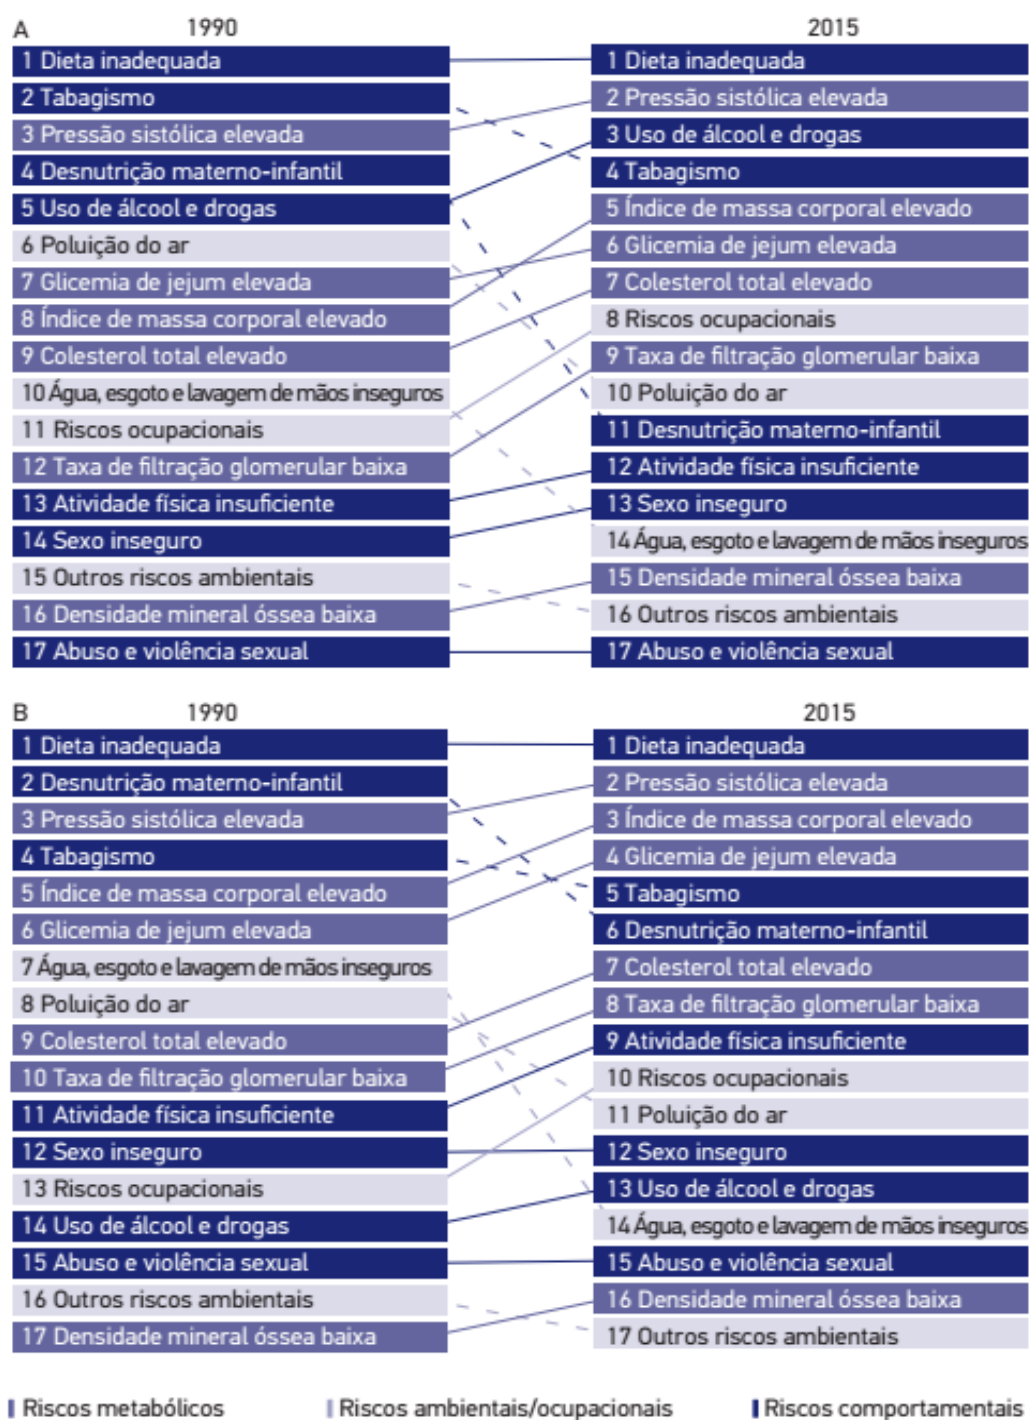 A 1990 2015
1 Dieta inadequada 1 Dieta inadequada
2 Tabagismo 2 Pressão sistólica elevada
3 Pressão sistólica elevada 3 Uso de álcool e drogas
4 Desnutrição materno-infantil 4 Tabagismo
5 Uso de álcool e drogas 5 Índice de massa corporal elevado
6 Poluição do ar 6 Glicemia de jejum elevada
7 Glicemia de jejum elevada 7 Colesterol total elevado
8 Índice de massa corporal elevado 8 Riscos ocupacionais
9 Colesterol total elevado 9 Taxa de filtração glomerular baixa
10 Água, esgoto e lavagem de mãos inseguros 10 Poluição do ar
11 Riscos ocupacionais 11 Desnutrição materno-infantil
12 Taxa de filtração glomerular baixa 12 Atividade física insuficiente
13 Atividade física insuficiente 13 Sexo inseguro
14 Sexo inseguro 14 Água, esgoto e lavagem de mãos inseguros
15 Outros riscos ambientais 15 Densidade mineral óssea baixa
16 Densidade mineral óssea baixa 16 Outros riscos ambientais
17 Abuso e violência sexual 17 Abuso e violência sexual
B 1990 2015
1 Dieta inadequada 1 Dieta inadequada
2 Desnutrição materno-infantil 2 Pressão sistólica elevada
3 Pressão sistólica elevada 3 Índice de massa corporal elevado
4 Tabagismo 4 Glicemia de jejum elevada
5 Índice de massa corporal elevado 5 Tabagismo
6 Glicemia de jejum elevada 6 Desnutrição materno-infantil
7 Água, esgoto e lavagem de mãos inseguros 7 Colesterol total elevado
8 Poluição do ar 8 Taxa de filtração glomerular baixa
9 Colesterol total elevado 9 Atividade física insuficiente
10 Taxa de filtração glomerular baixa 10 Riscos ocupacionais
11 Atividade física insuficiente 11 Poluição do ar
12 Sexo inseguro 12 Sexo inseguro
13 Riscos ocupacionais 13 Uso de álcool e drogas
14 Uso de álcool e drogas 14 Água, esgoto e lavagem de mãos inseguros
15 Abuso e violência sexual 15 Abuso e violência sexual
16 Outros riscos ambientais 16 Densidade mineral óssea baixa
17 Densidade mineral óssea baixa 17 Outros riscos ambientais
Riscos metabólicos Riscos ambientais/ocupacionais Riscos comportamentais